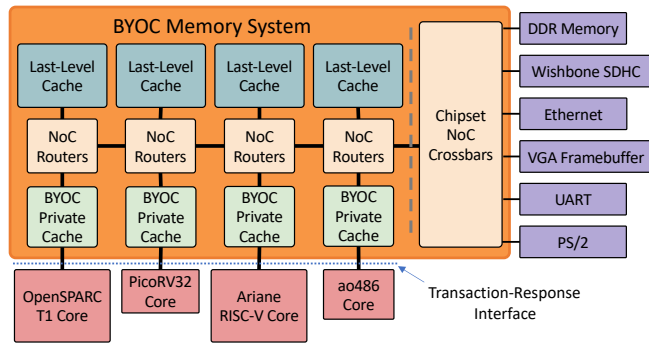 BYOC Memory System
Last-Level
Cache
Last-Level
Cache
Last-Level
Cache
Last-Level
Cache
NoC
Routers
NoC
Routers
NoC
Routers
NoC
Routers
BYOC
Private
Cache
BYOC
Private
Cache
BYOC
Private
Cache
BYOC
Private
Cache
Chipset
NoC
Crossbars
DDR Memory
Wishbone SDHC
Ethernet
VGA Framebuffer
UART
PS/2
OpenSPARC
T1 Core
PicoRV32
Core
Ariane
RISC-V Core
ao486
Core
Transaction-Response
Interface